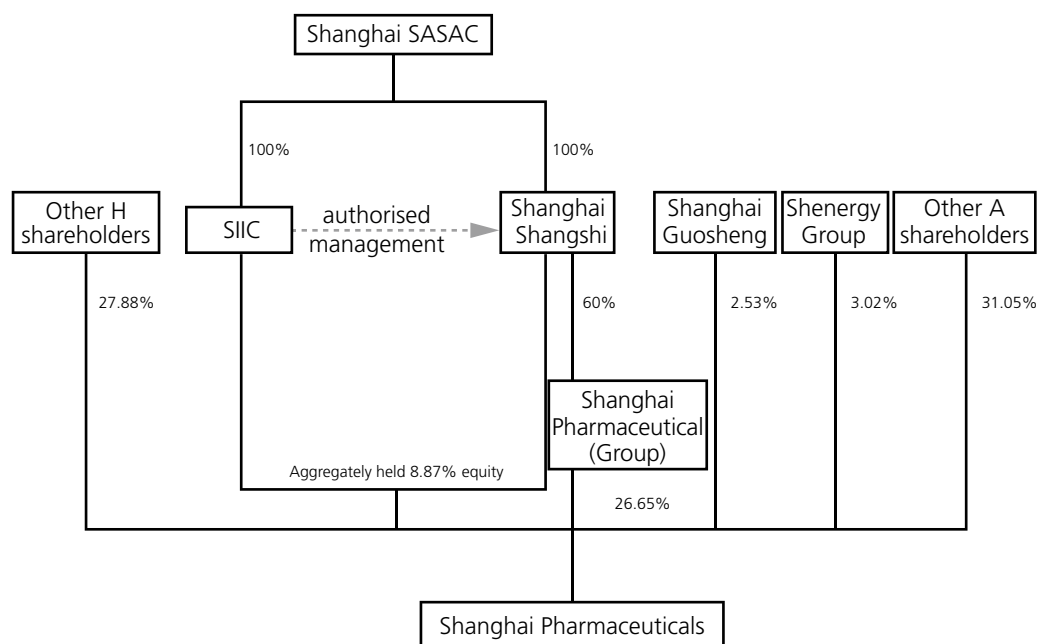 Shanghai SASAC
100%
100%
Other H
shareholders
SIIC
authorised
management
Shanghai
Shangshi
Shanghai
Guosheng
Shenergy
Group
Other A
shareholders
27.88%
60%
2.53%
3.02%
31.05%
Shanghai
Pharmaceutical
(Group)
Aggregately held 8.87% equity
26.65%
Shanghai Pharmaceuticals